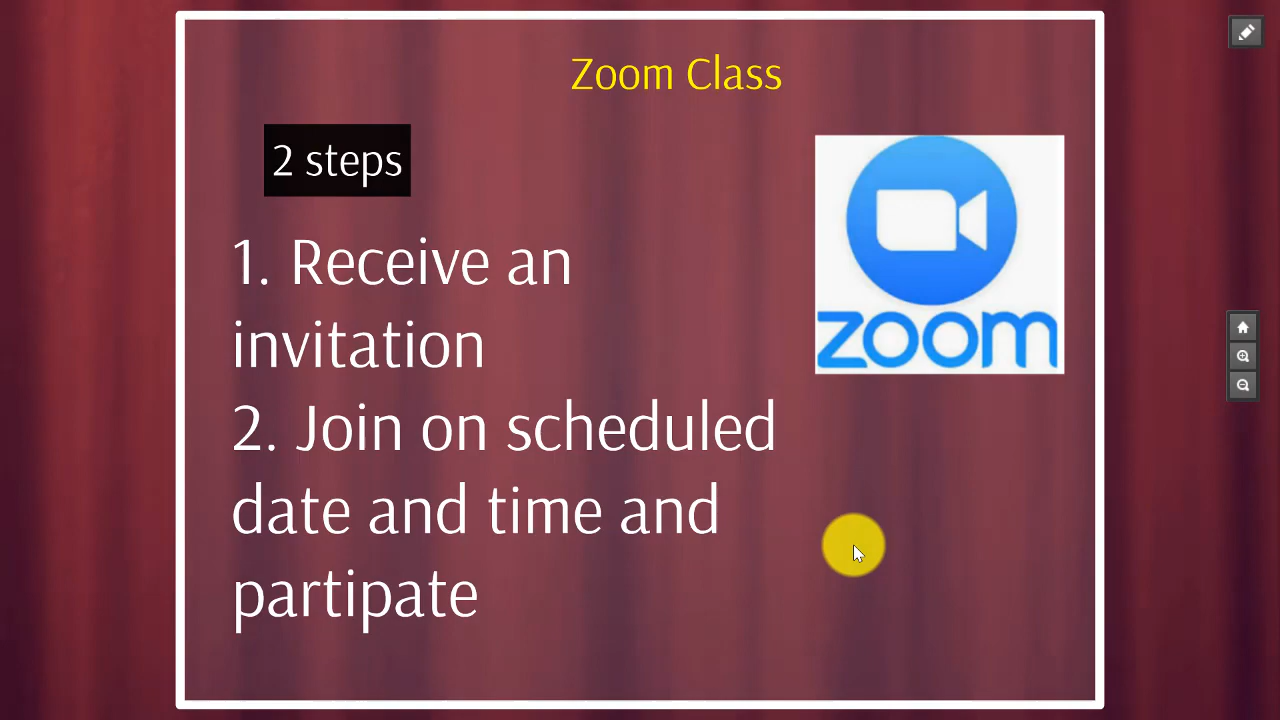 Zoom Class
2 steps
1. Receive an
invitation
2. Join on scheduled
date and time and
partipate
zoom